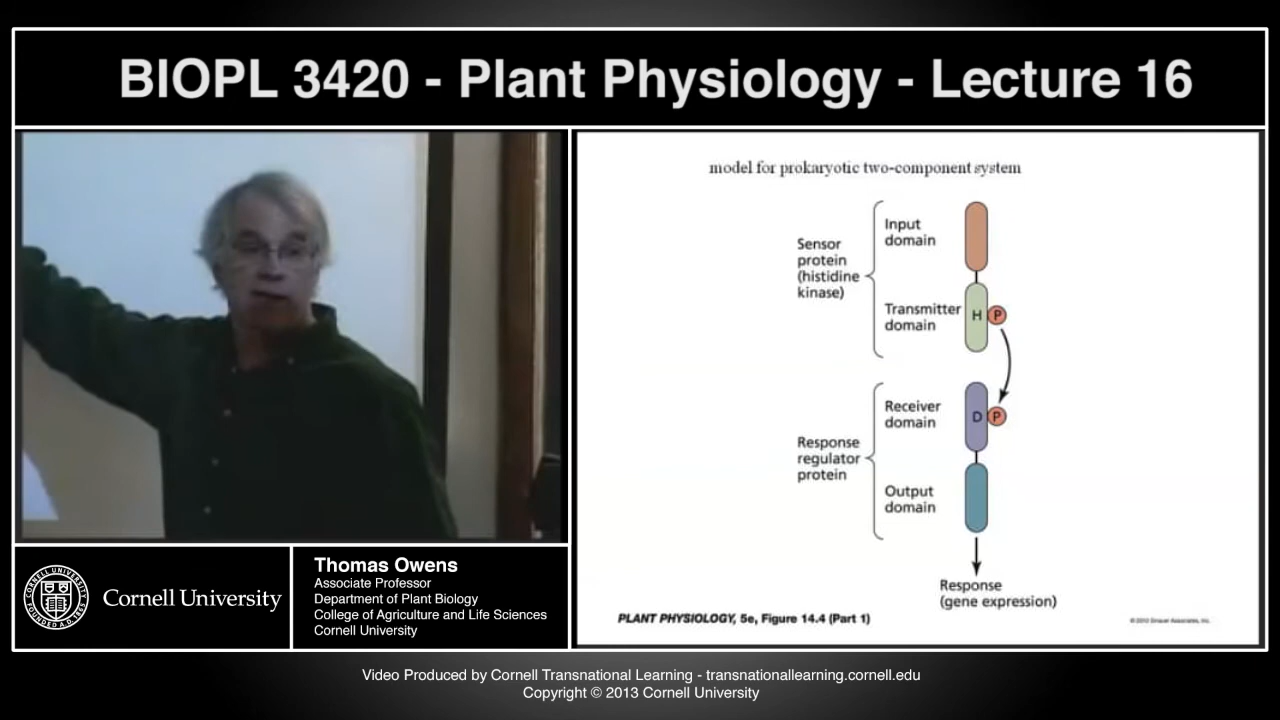 BIOPL 3420 - Plant Physiology - Lecture 16
model for prokaryotic two-component system
Sensor
protein
(histidine
kinase)
Input
domain
Transmitter
domain
H
P
Response
regulator
protein
Receiver
domain
D
P
Output
domain
Response
(gene expression)
PLANT PHYSIOLOGY, 5e, Figure 14.4 (Part 1)
Cornell University
Thomas Owens
Associate Professor
Department of Plant Biology
College of Agriculture and Life Sciences
Cornell University
Video Produced by Cornell Transnational Learning - transnationallearning.cornell.edu
Copyright © 2013 Cornell University